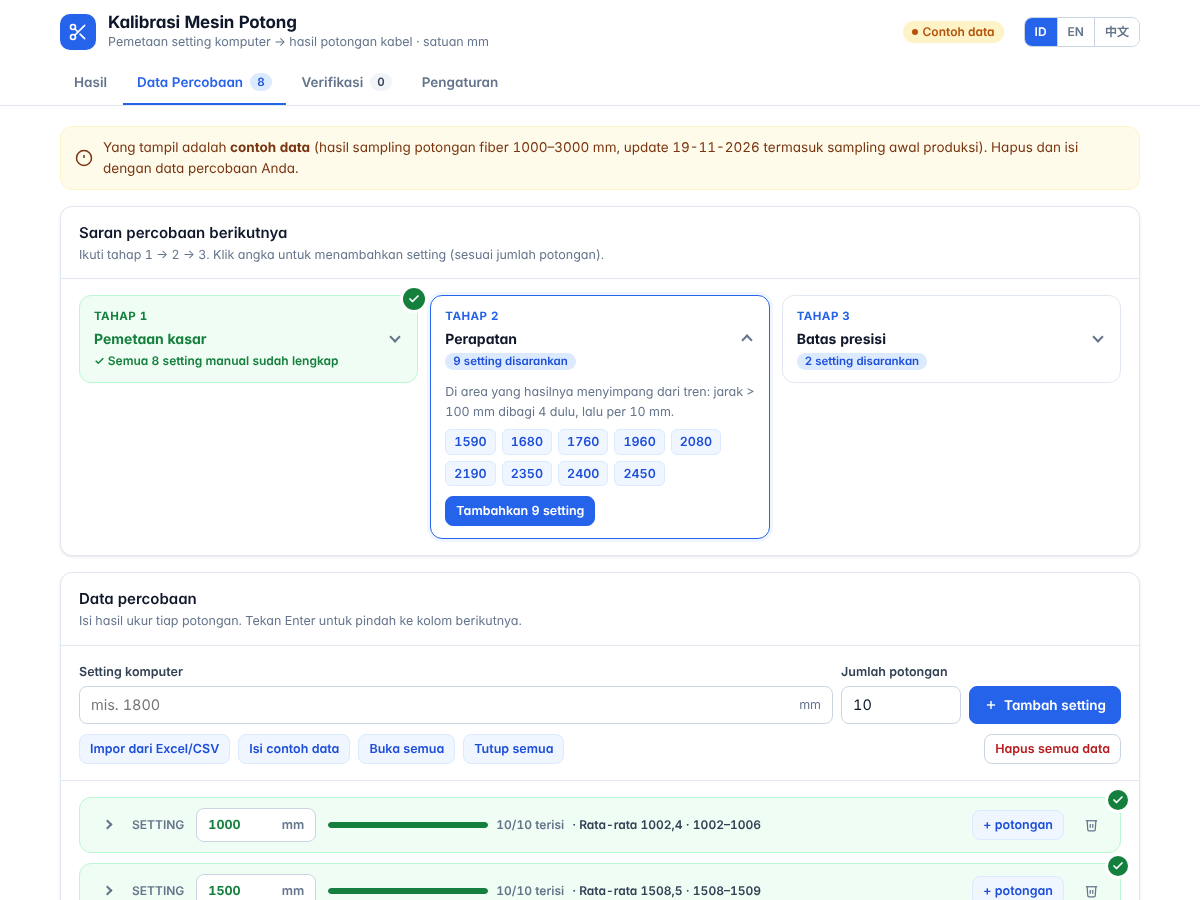 Kalibrasi Mesin Potong
Pemetaan setting komputer → hasil potongan kabel · satuan mm
Contoh data
ID EN 中文
Hasil Data Percobaan 8 Verifikasi 0 Pengaturan
Yang tampil adalah contoh data (hasil sampling potongan fiber 1000–3000 mm, update 19-11-2026 termasuk sampling awal produksi). Hapus dan isi
dengan data percobaan Anda.
Saran percobaan berikutnya
Ikuti tahap 1 → 2 → 3. Klik angka untuk menambahkan setting (sesuai jumlah potongan).
TAHAP 1
Pemetaan kasar
✓ Semua 8 setting manual sudah lengkap
TAHAP 2
Perapatan
9 setting disarankan
Di area yang hasilnya menyimpang dari tren: jarak >
100 mm dibagi 4 dulu, lalu per 10 mm.
1590 1680 1760 1960 2080
2190 2350 2400 2450
Tambahkan 9 setting
TAHAP 3
Batas presisi
2 setting disarankan
Data percobaan
Isi hasil ukur tiap potongan. Tekan Enter untuk pindah ke kolom berikutnya.
Setting komputer Jumlah potongan
mis. 1800 mm 10 + Tambah setting
Impor dari Excel/CSV Isi contoh data Buka semua Tutup semua Hapus semua data
SETTING 1000 mm 10/10 terisi · Rata-rata 1002,4 · 1002–1006 + potongan
SETTING 1500 mm 10/10 terisi · Rata-rata 1508,5 · 1508–1509 + potongan